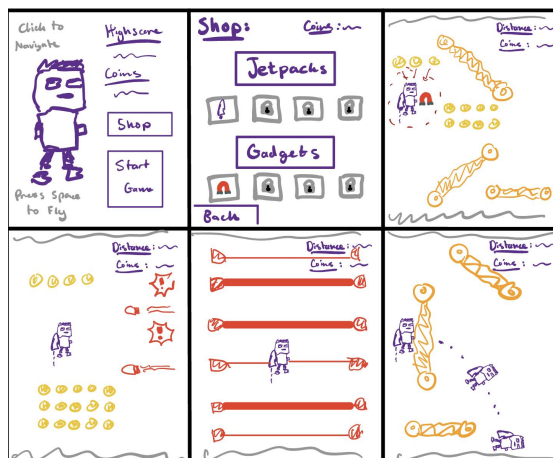 Click to
Navigate
Highscore
Coins
Shop
Start
Game
Press Space
to Fly
Shop:
Coins:
Jetpacks
Gadgets
Back
Distance:
Coins:
Distance:
Coins:
!
!
Distance:
Coins:
Distance:
Coins: